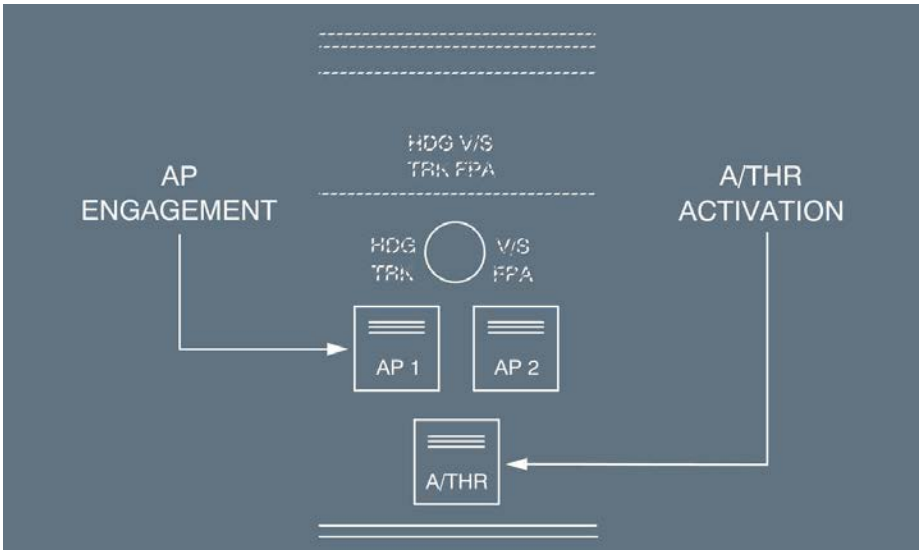 HDG V/S
TRK FPA
AP
ENGAGEMENT
A/THR
ACTIVATION
HDG V/S
TRK FPA
AP 1 AP 2
A/THR